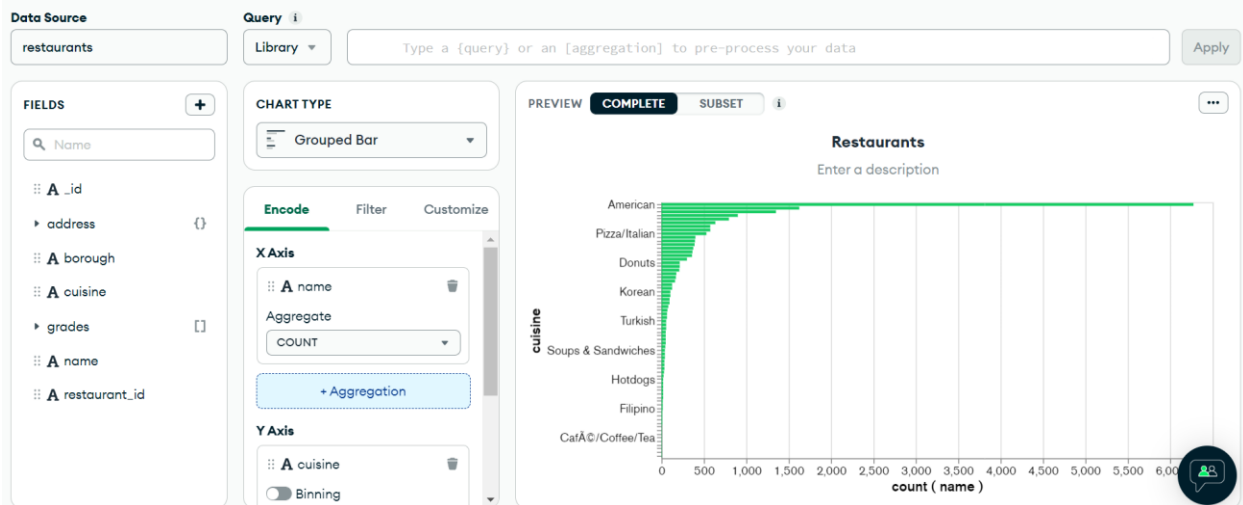 Data Source
restaurants
Query i
Library
Type a {query} or an [aggregation] to pre-process your data
Apply
FIELDS
+
Name
A _id
address {}
A borough
A cuisine
grades []
A name
A restaurant_id
CHART TYPE
Grouped Bar
Encode Filter Customize
X Axis
A name
Aggregate
COUNT
+ Aggregation
Y Axis
A cuisine
Binning
PREVIEW COMPLETE SUBSET i
...
Restaurants
Enter a description
American
Pizza/Italian
Donuts
Korean
Turkish
Soups & Sandwiches
Hotdogs
Filipino
CafÃ©/Coffee/Tea
cuisine
0 500 1,000 1,500 2,000 2,500 3,000 3,500 4,000 4,500 5,000 5,500
count ( name )